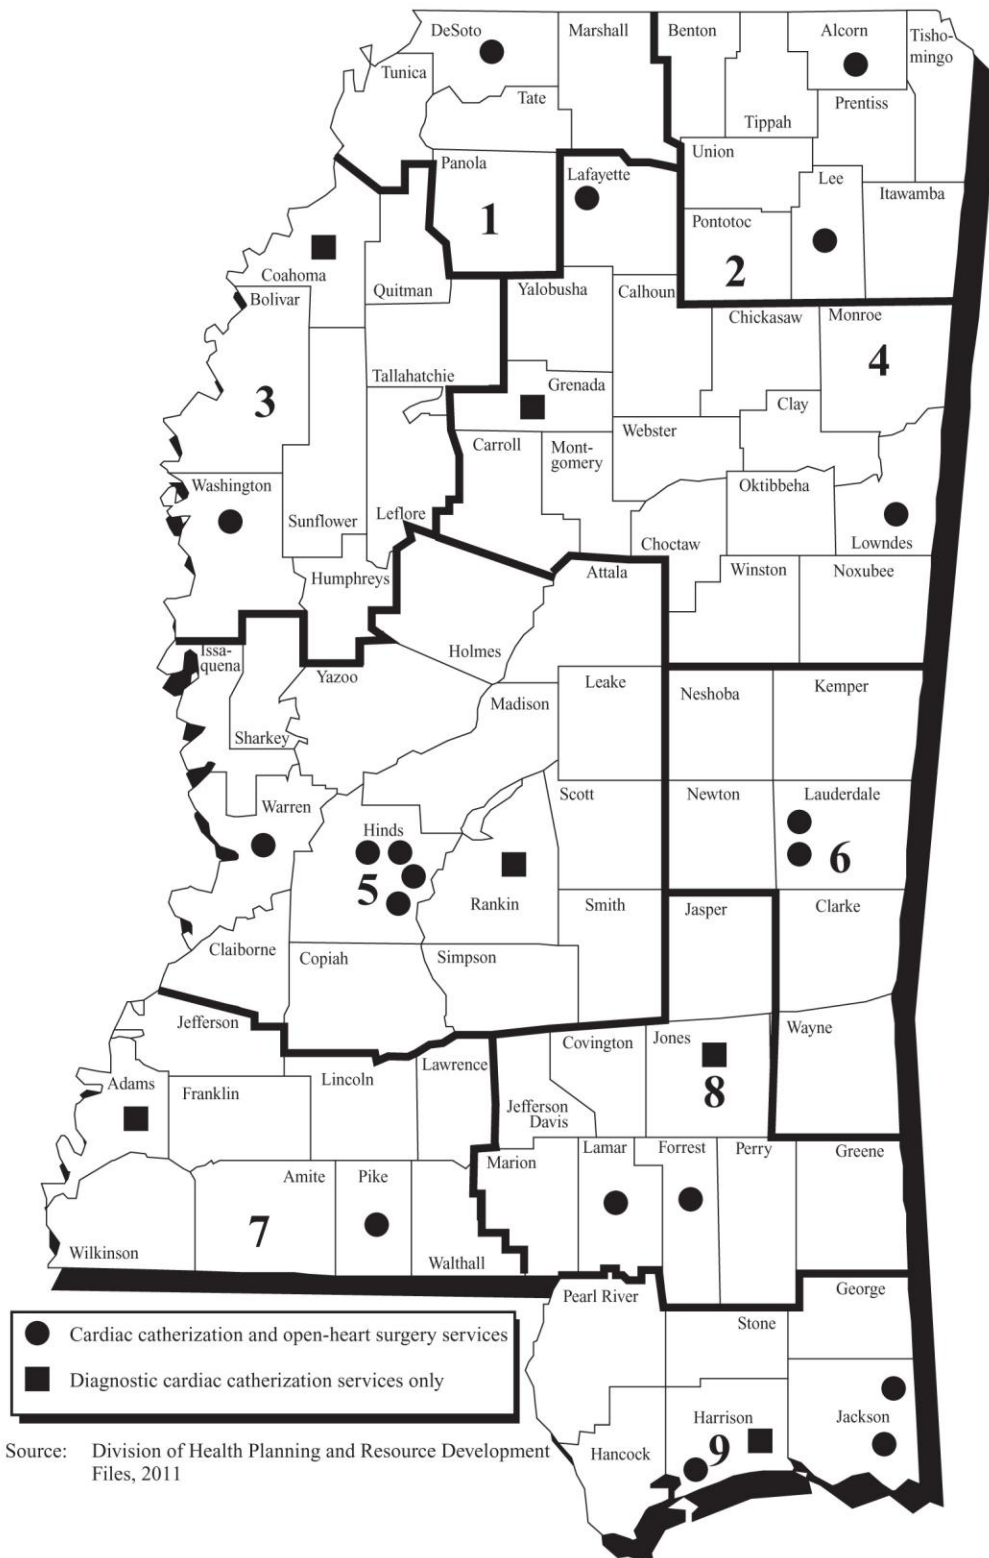 DeSoto
Marshall
Benton
Alcorn
Tisho-
mingo
Tunica
Tate
Prentiss
Tippah
Panola
Union
Lafayette
Lee
Itawamba
1
Pontotoc
2
Coahoma
Quitman
Bolivar
Yalobusha
Calhoun
Chickasaw
Monroe
4
Tallahatchie
Grenada
3
Clay
Carroll
Mont-
gomery
Webster
Washington
Oktibbeha
Sunflower
Leflore
Choctaw
Lowndes
Humphreys
Attala
Winston
Noxubee
Issa-
quena
Yazoo
Holmes
Leake
Neshoba
Kemper
Madison
Sharkey
Warren
Scott
Newton
Lauderdale
Hinds
6
5
Rankin
Smith
Jasper
Clarke
Claiborne
Copiah
Simpson
Jefferson
Wayne
Covington
Jones
Lawrence
Adams
Franklin
Lincoln
8
Jefferson
Davis
Marion
Lamar
Forrest
Perry
Greene
Amite
Pike
7
Wilkinson
Walthall
Pearl River
George
Stone
Cardiac catherization and open-heart surgery services
Diagnostic cardiac catherization services only
Harrison
Jackson
Hancock
9
Source: Division of Health Planning and Resource Development
Files, 2011